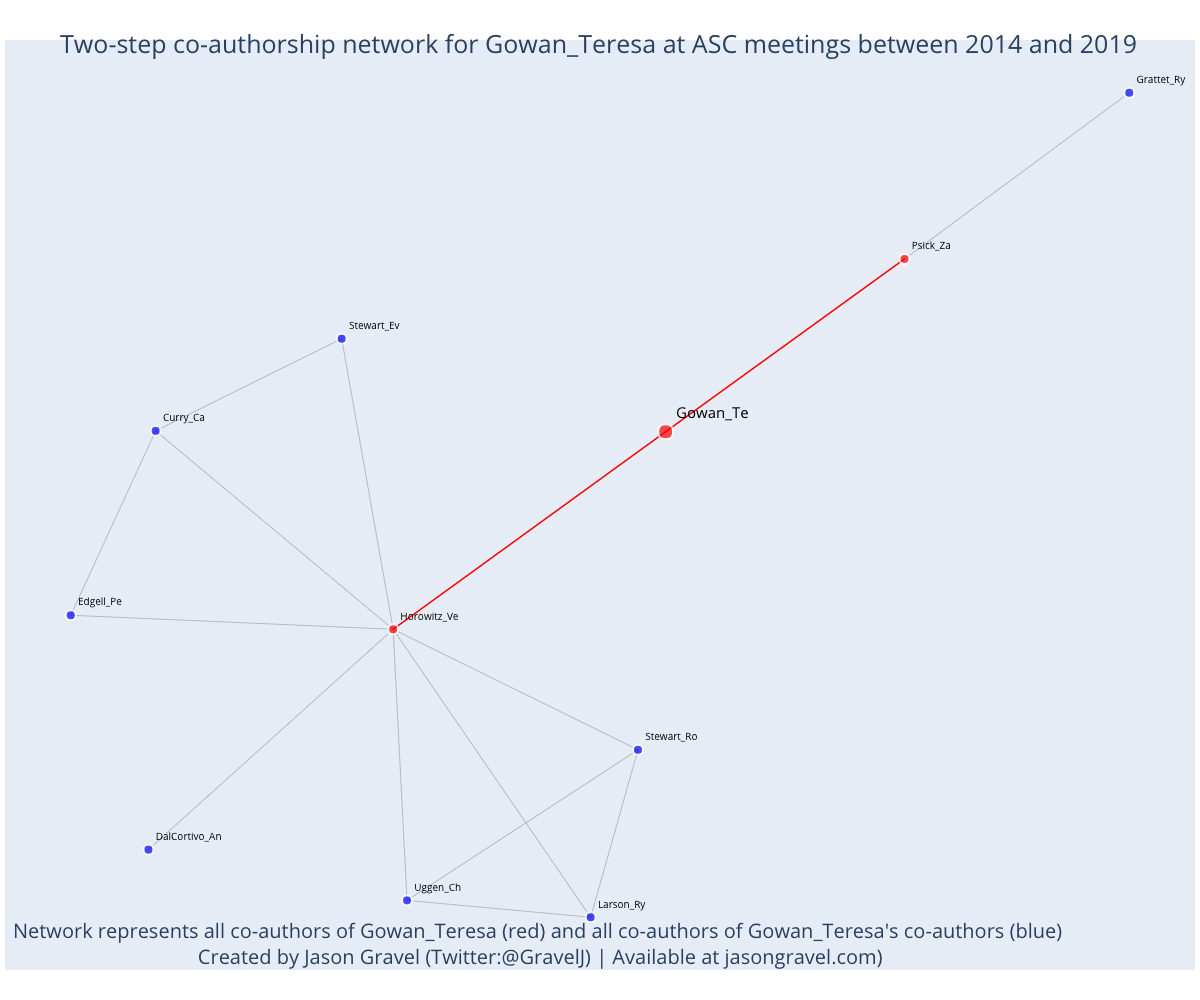 Two-step co-authorship network for Gowan_Teresa at ASC meetings between 2014 and 2019
Grattet_Ry
Psick_Za
Stewart_Ev
Gowan_Te
Curry_Ca
Edgell_Pe
Horowitz_Ve
Stewart_Ro
DalCortivo_An
Uggen_Ch
Larson_Ry
Network represents all co-authors of Gowan_Teresa (red) and all co-authors of Gowan_Teresa's co-authors (blue)
Created by Jason Gravel (Twitter:@GravelJ) | Available at jasongravel.com)